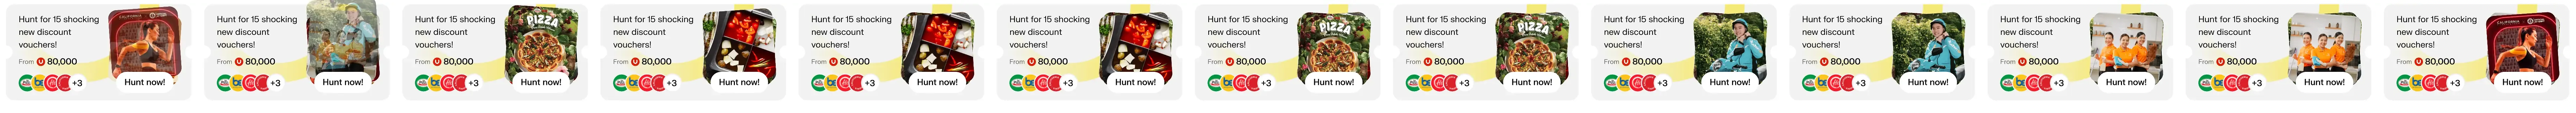 Hunt for 15 shocking
new discount
vouchers!
From U 80,000
+3
Hunt now!
CALIFORNIA
Hunt for 15 shocking
new discount
vouchers!
From U 80,000
+3
Hunt now!
Hunt for 15 shocking
new discount
vouchers!
From U 80,000
+3
PIZZA
Hunt now!
Hunt for 15 shocking
new discount
vouchers!
From U 80,000
+3
Hunt now!
Hunt for 15 shocking
new discount
vouchers!
From U 80,000
+3
Hunt now!
Hunt for 15 shocking
new discount
vouchers!
From U 80,000
+3
Hunt now!
Hunt for 15 shocking
new discount
vouchers!
From U 80,000
+3
PIZZA
Hunt now!
Hunt for 15 shocking
new discount
vouchers!
From U 80,000
+3
PIZZA
Hunt now!
Hunt for 15 shocking
new discount
vouchers!
From U 80,000
+3
Hunt now!
Hunt for 15 shocking
new discount
vouchers!
From U 80,000
+3
Hunt now!
Hunt for 15 shocking
new discount
vouchers!
From U 80,000
+3
Hunt now!
Hunt for 15 shocking
new discount
vouchers!
From U 80,000
+3
Hunt now!
Hunt for 15 shocking
new discount
vouchers!
From U 80,000
+3
CALIFORNIA
Hunt now!